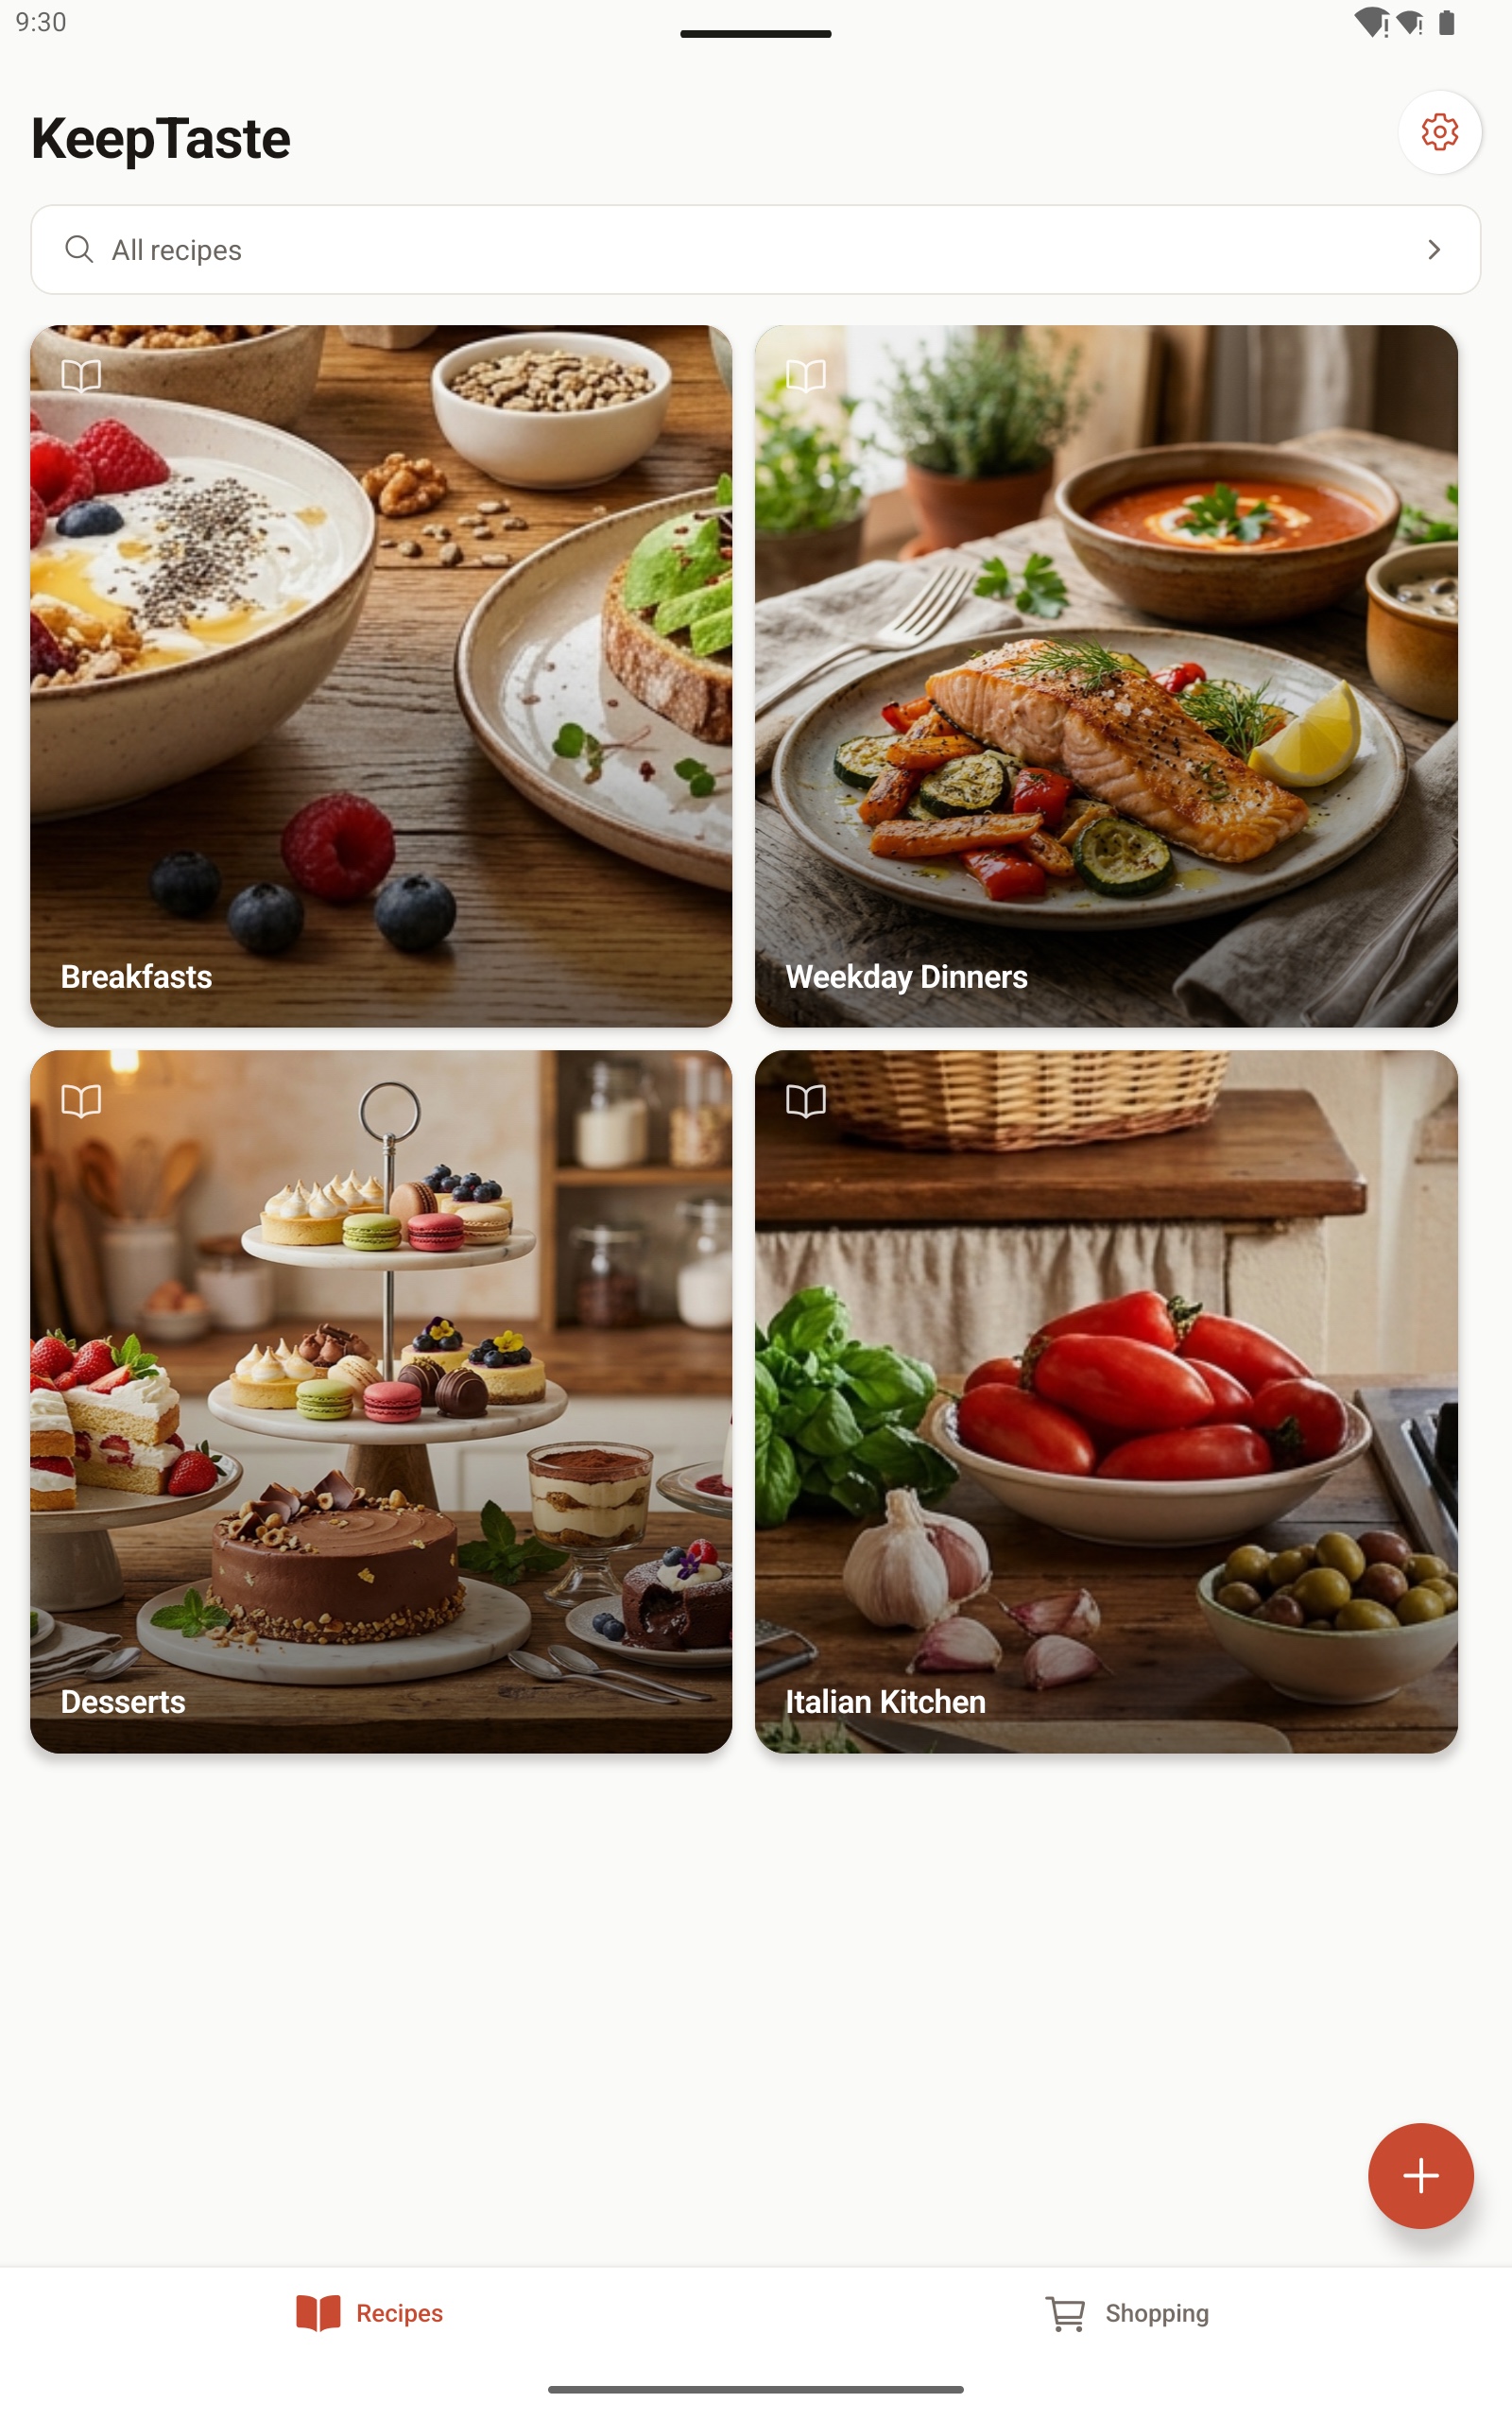 9:30
KeepTaste
All recipes
Breakfasts
Weekday Dinners
Desserts
Italian Kitchen
Recipes
Shopping